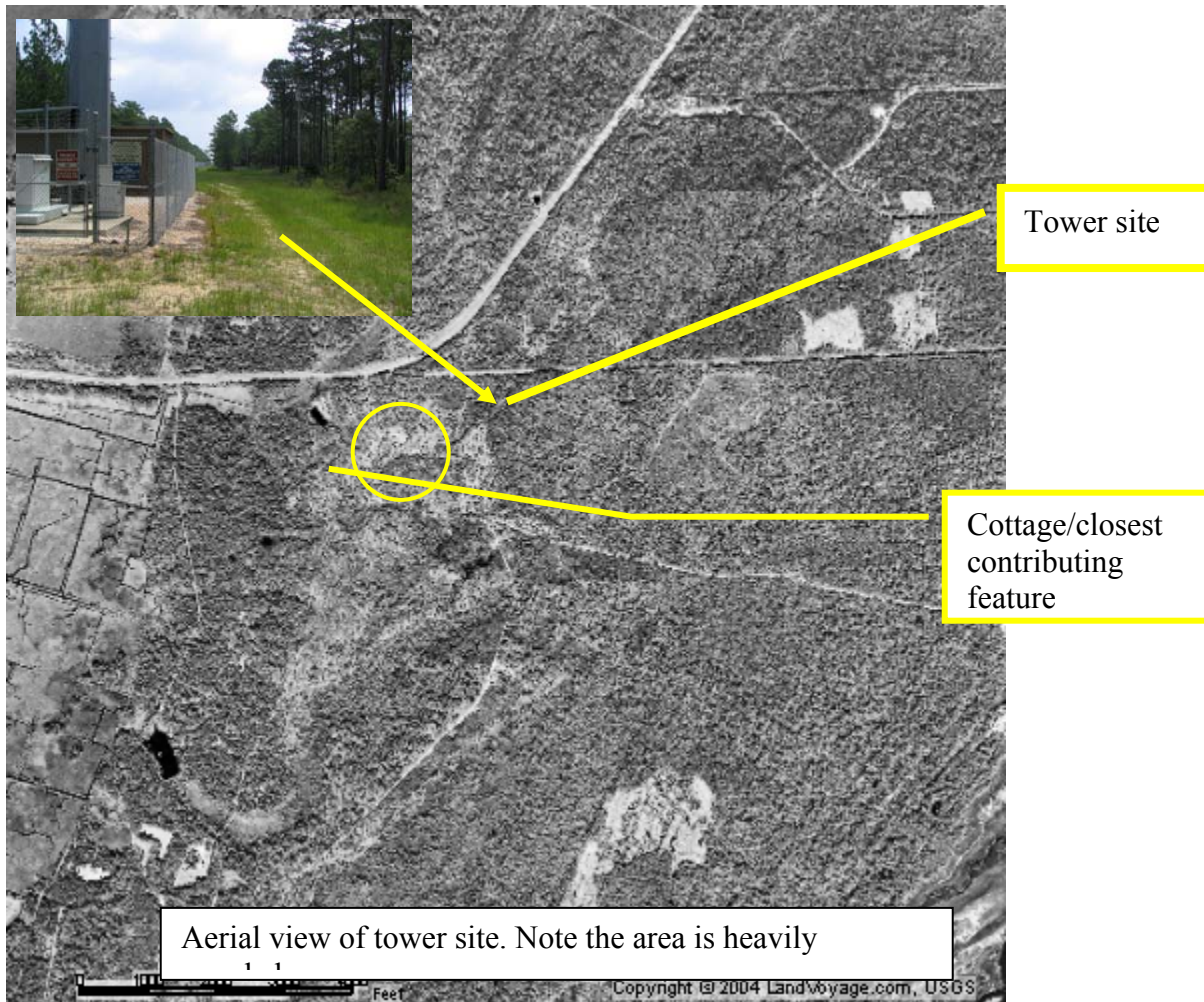 Tower site
Cottage/closest
contributing
feature
Aerial view of tower site. Note the area is heavily
Feet
Copyright © 2004 LandVoyage.com, USGS